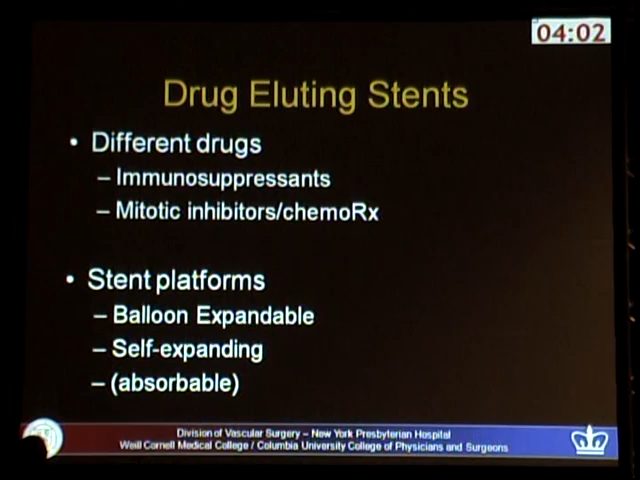 04:02
Drug Eluting Stents
• Different drugs
– Immunosuppressants
– Mitotic inhibitors/chemoRx
• Stent platforms
– Balloon Expandable
– Self-expanding
– (absorbable)
Division of Vascular Surgery – New York Presbyterian Hospital
Weill Cornell Medical College / Columbia University College of Physicians and Surgeons